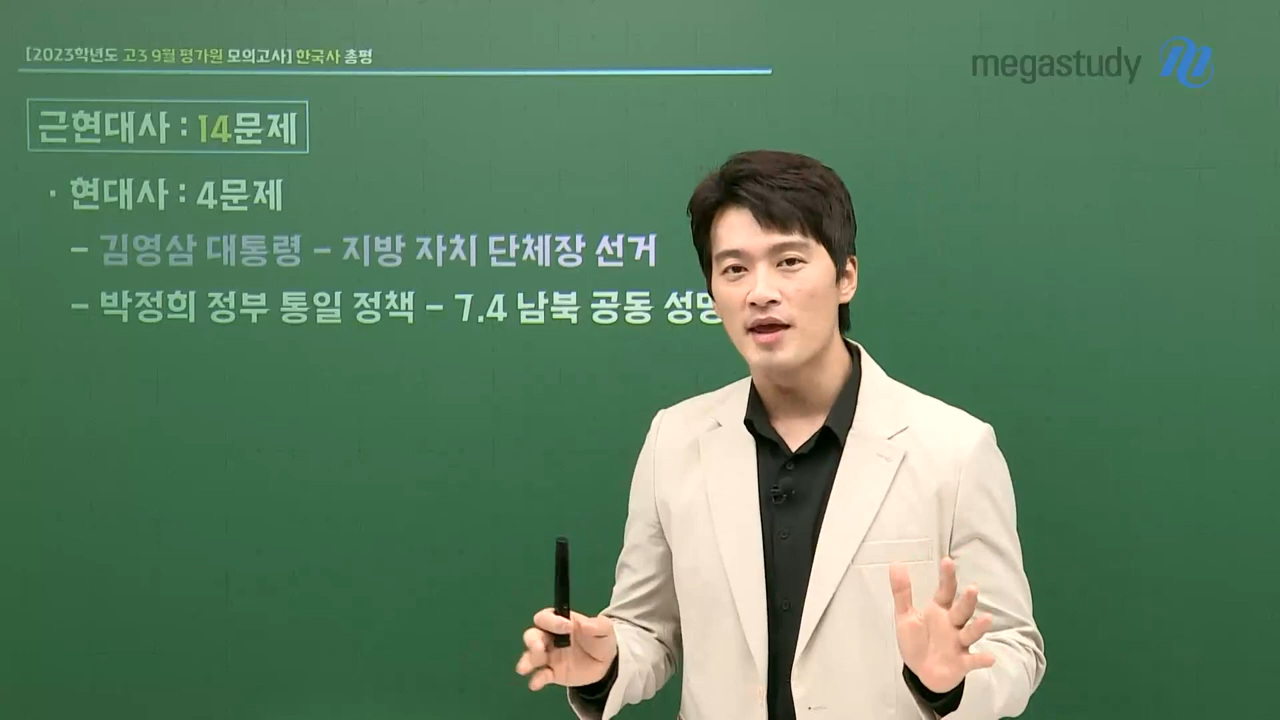 [2023학년도 고3 9월 평가원 모의고사] 한국사 총평
megastudy
근현대사 : 14문제
· 현대사 : 4문제
- 김영삼 대통령 - 지방 자치 단체장 선거
- 박정희 정부 통일 정책 - 7.4 남북 공동